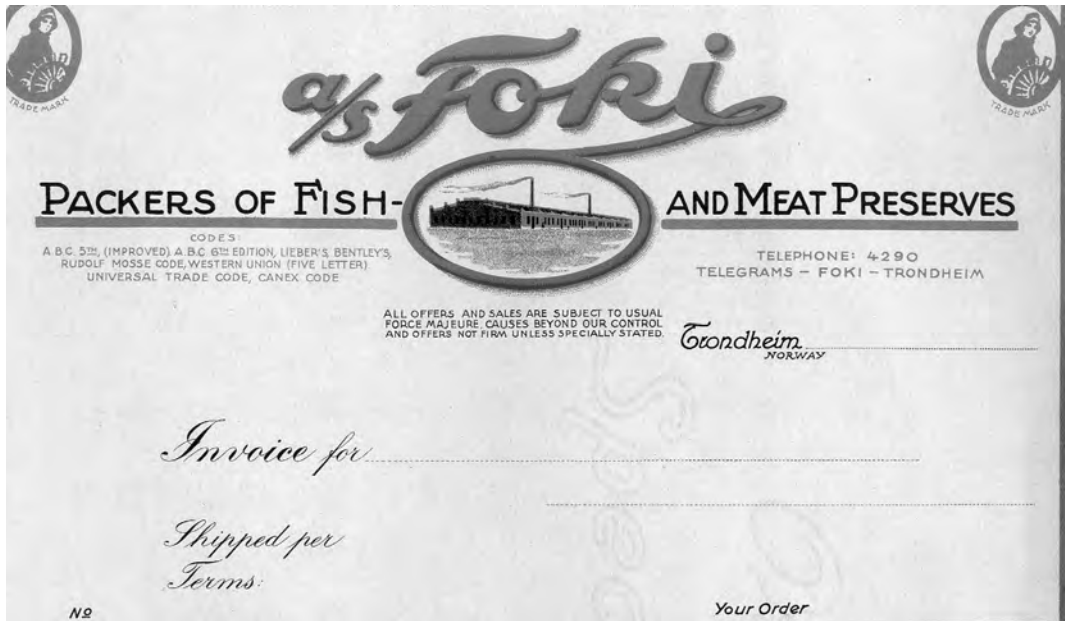 a/s Foki
TRADE MARK
TRADE MARK
PACKERS OF FISH- AND MEAT PRESERVES
CODES:
A.B.C. 5TH, (IMPROVED) A.B.C. 6TH EDITION, LIEBER'S, BENTLEY'S,
RUDOLF MOSSE CODE, WESTERN UNION (FIVE LETTER)
UNIVERSAL TRADE CODE, CANEX CODE
TELEPHONE: 4290
TELEGRAMS – FOKI – TRONDHEIM
ALL OFFERS AND SALES ARE SUBJECT TO USUAL
FORCE MAJEURE, CAUSES BEYOND OUR CONTROL
AND OFFERS NOT FIRM UNLESS SPECIALLY STATED.
Trondheim
NORWAY
Invoice for
Shipped per
Terms:
No
Your Order